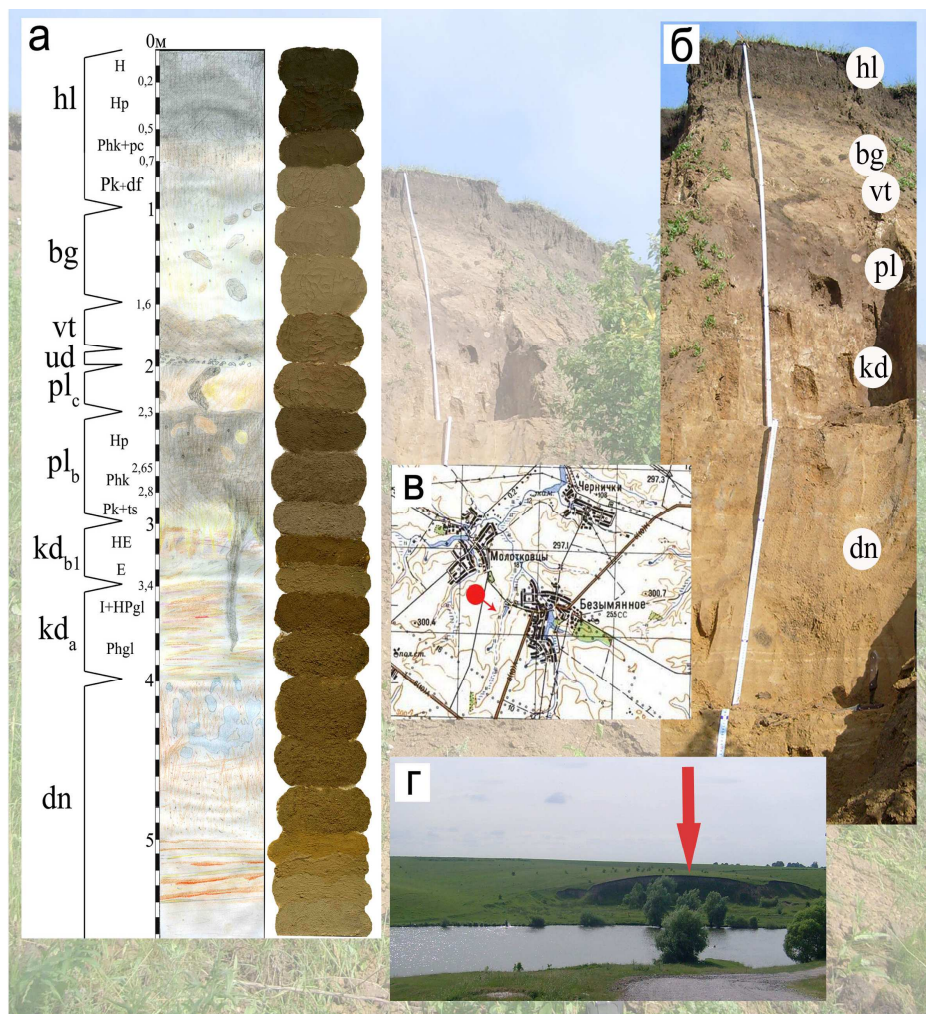 а
0м
H
0,2
hl
Hp
0,5
Phk+pc
0,7
Pk+df
1
bg
1,6
vt
ud
2
pl c
2,3
Hp
pl b
2,65
Phk
2,8
Pk+ts
3
kd b1
HE
E
3,4
I+HPgl
kd a
Phgl
4
dn
5
б
hl
bg
vt
pl
kd
dn
в
Чернички
297.3
297.1
Молотковцы
Безымянное
255 СС
300.7
300.4
г